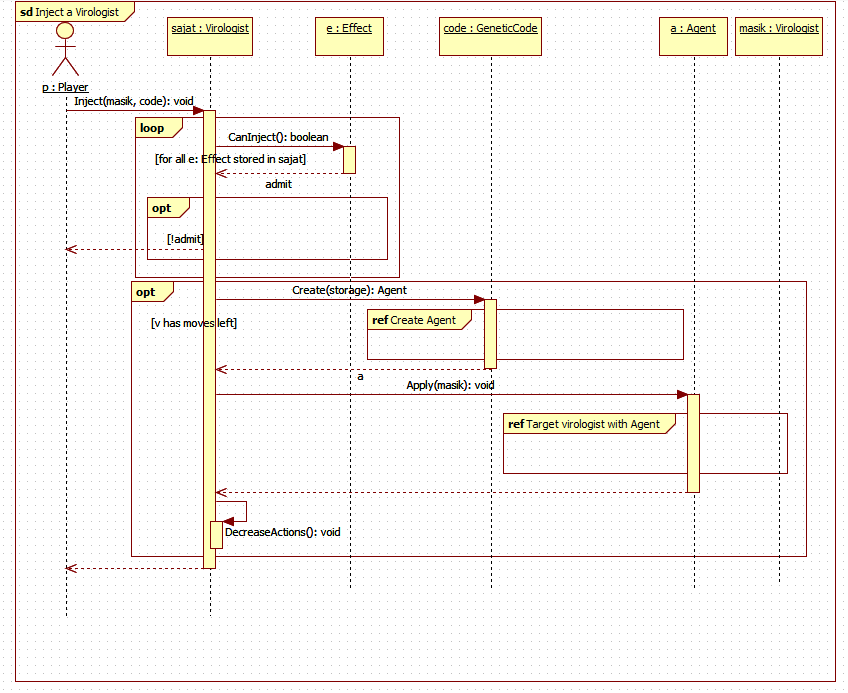 sd Inject a Virologist
sajat : Virologist
e : Effect
code : GeneticCode
a : Agent
masik : Virologist
p : Player
Inject(masik, code): void
loop
CanInject(): boolean
[for all e: Effect stored in sajat]
admit
opt
[!admit]
opt
Create(storage): Agent
[v has moves left]
ref Create Agent
a
Apply(masik): void
ref Target virologist with Agent
DecreaseActions(): void